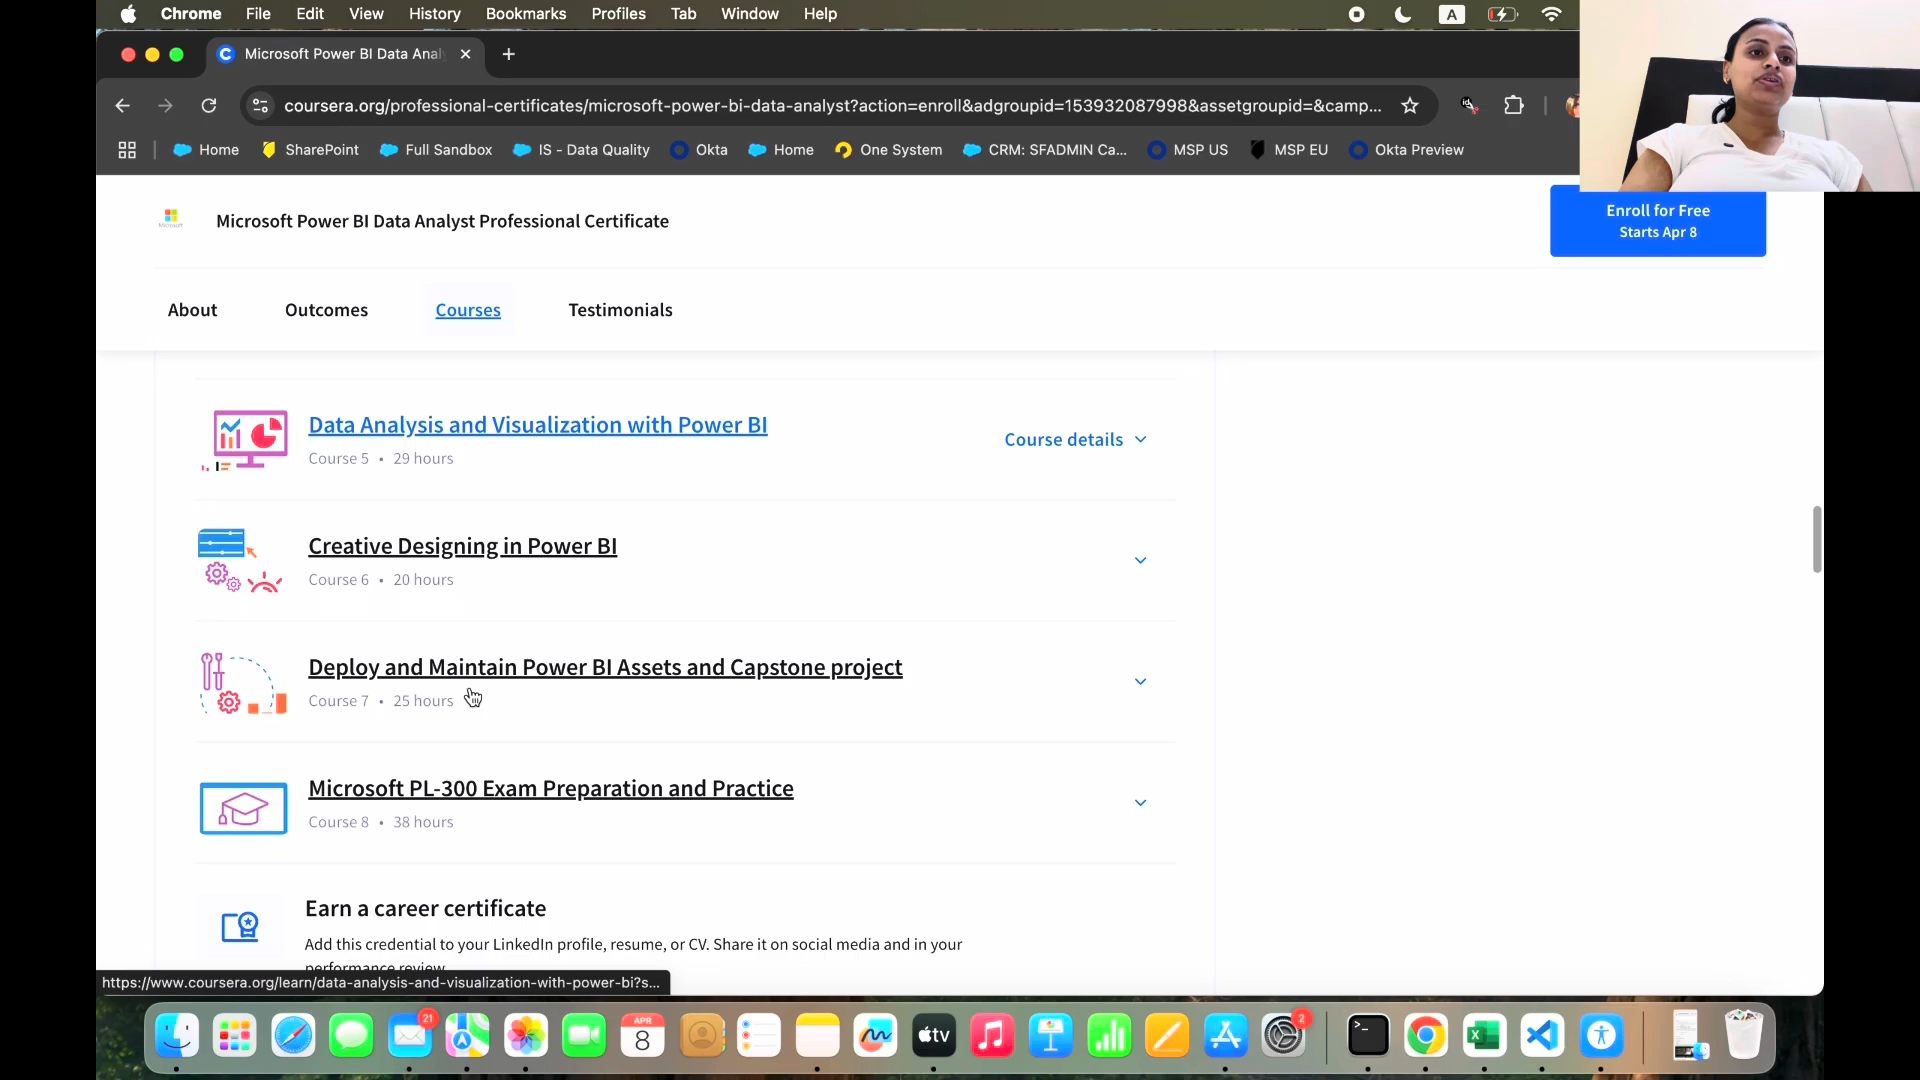 Chrome File Edit View History Bookmarks Profiles Tab Window Help
A
Microsoft Power BI Data Anal
coursera.org/professional-certificates/microsoft-power-bi-data-analyst?action=enroll&adgroupid=153932087998&assetgroupid=&camp...
Home SharePoint Full Sandbox IS - Data Quality Okta Home One System CRM: SFADMIN Ca... MSP US MSP EU Okta Preview
Microsoft Power BI Data Analyst Professional Certificate
Enroll for Free
Starts Apr 8
About Outcomes Courses Testimonials
Data Analysis and Visualization with Power BI
Course details
Course 5 • 29 hours
Creative Designing in Power BI
Course 6 • 20 hours
Deploy and Maintain Power BI Assets and Capstone project
Course 7 • 25 hours
Microsoft PL-300 Exam Preparation and Practice
Course 8 • 38 hours
Earn a career certificate
Add this credential to your LinkedIn profile, resume, or CV. Share it on social media and in your
performance review
https://www.coursera.org/learn/data-analysis-and-visualization-with-power-bi?s...
21
APR
8
tv
2